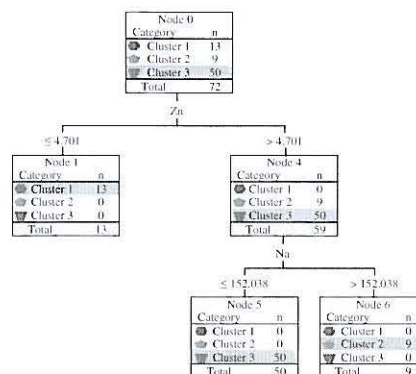 Node 0
Category n
Cluster 1 13
Cluster 2 9
Cluster 3 50
Total 72
Zn
≤ 4.701
> 4.701
Node 1
Category n
Cluster 1 13
Cluster 2 0
Cluster 3 0
Total 13
Node 4
Category n
Cluster 1 0
Cluster 2 9
Cluster 3 50
Total 59
Na
≤ 152.038
> 152.038
Node 5
Category n
Cluster 1 0
Cluster 2 0
Cluster 3 50
Total 50
Node 6
Category n
Cluster 1 0
Cluster 2 9
Cluster 3 0
Total 9